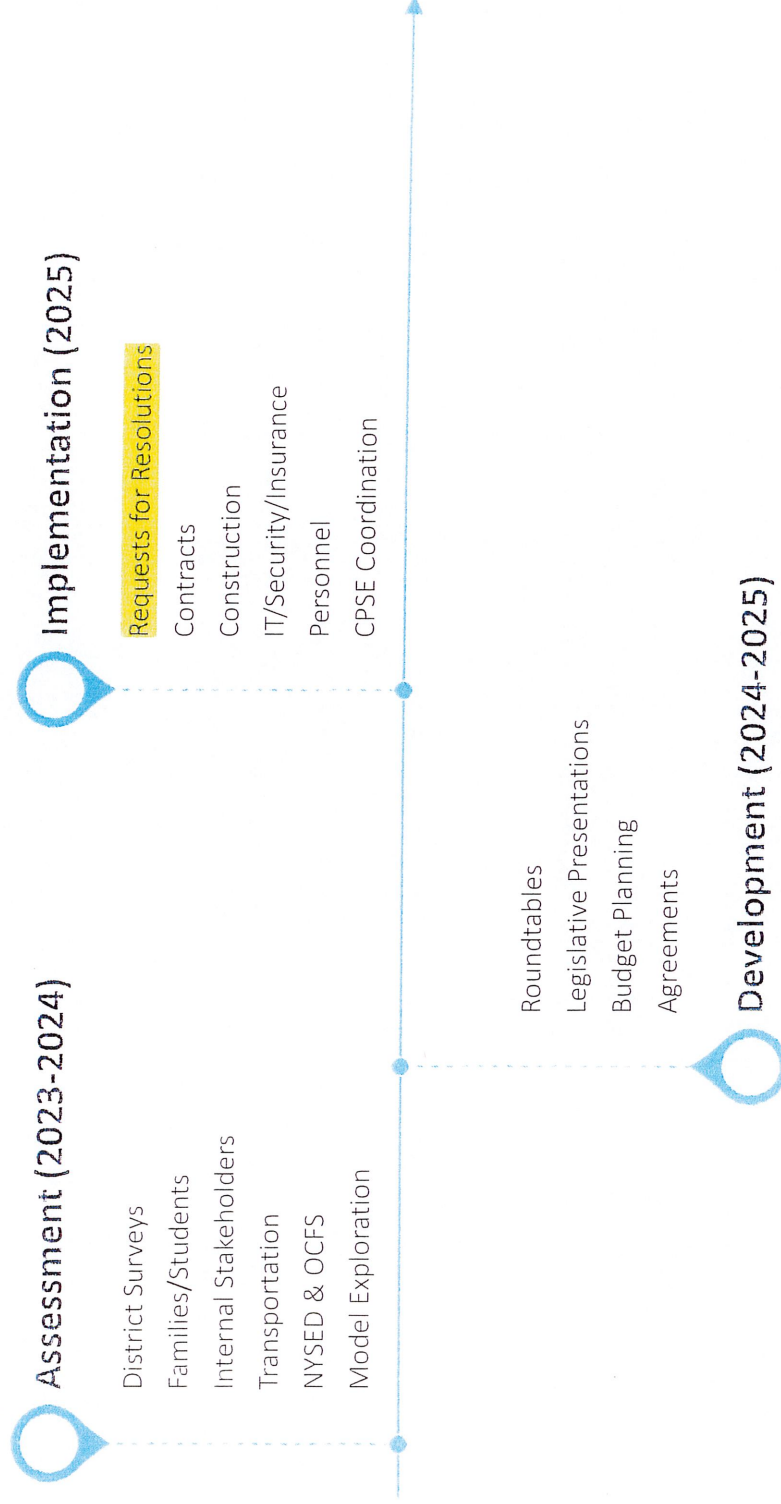 Assessment (2023-2024)
District Surveys
Families/Students
Internal Stakeholders
Transportation
NYSED & OCFS
Model Exploration
Development (2024-2025)
Roundtables
Legislative Presentations
Budget Planning
Agreements
Implementation (2025)
Requests for Resolutions
Contracts
Construction
IT/Security/Insurance
Personnel
CPSE Coordination